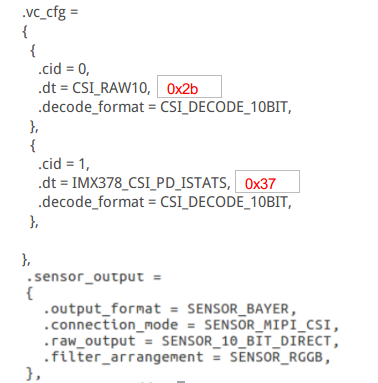 .vc_cfg =
{
{
.cid = 0,
.dt = CSI_RAW10, 0x2b
.decode_format = CSI_DECODE_10BIT,
},
{
.cid = 1,
.dt = IMX378_CSI_PD_ISTATS, 0x37
.decode_format = CSI_DECODE_10BIT,
},
},
.sensor_output =
{
.output_format = SENSOR_BAYER,
.connection_mode = SENSOR_MIPI_CSI,
.raw_output = SENSOR_10_BIT_DIRECT,
.filter_arrangement = SENSOR_RGGB,
},